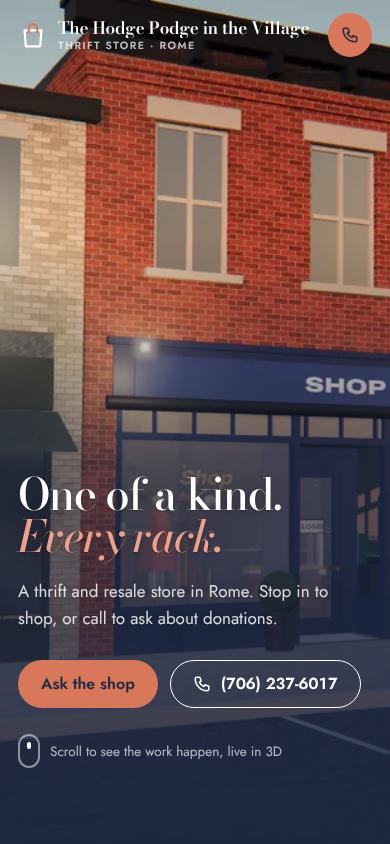 The Hodge Podge in the Village
THRIFT STORE · ROME
SHOP
Shop
CLOSED
One of a kind.
Every rack.
A thrift and resale store in Rome. Stop in to
shop, or call to ask about donations.
Ask the shop
(706) 237-6017
Scroll to see the work happen, live in 3D